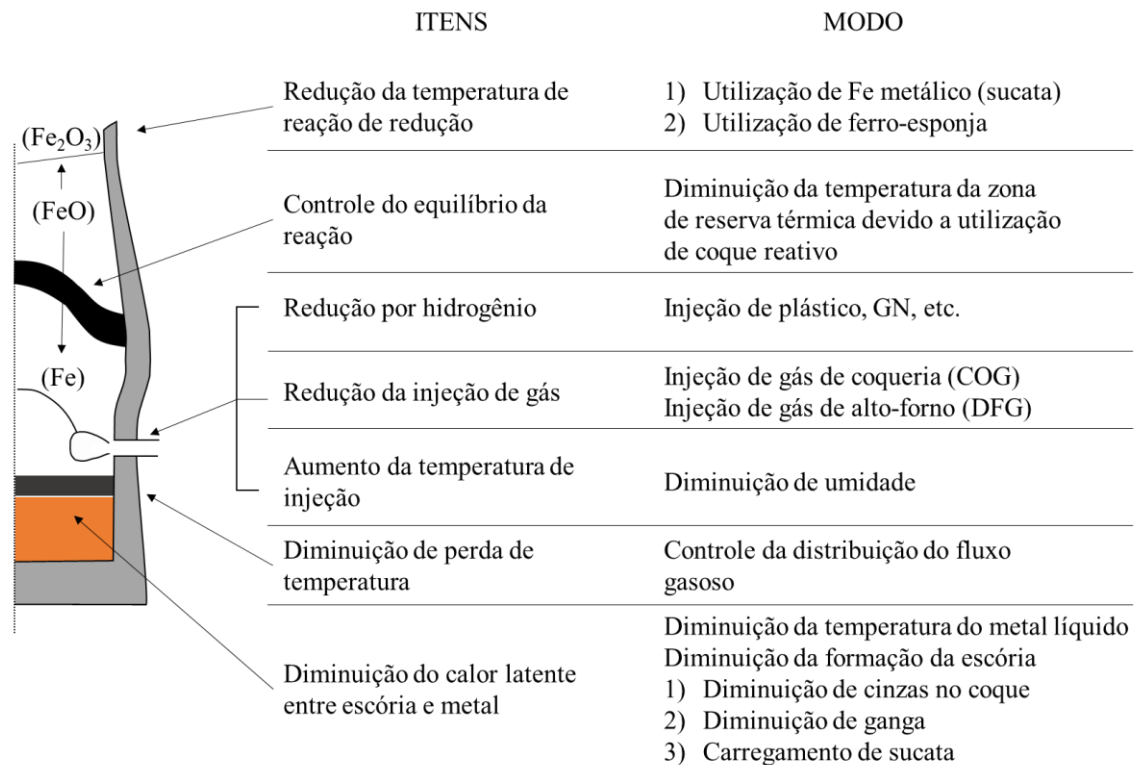 ITENS
MODO
Redução da temperatura de
reação de redução
1) Utilização de Fe metálico (sucata)
2) Utilização de ferro-esponja
(Fe2O3)
(FeO)
(Fe)
Controle do equilíbrio da
reação
Diminuição da temperatura da zona
de reserva térmica devido a utilização
de coque reativo
Redução por hidrogênio
Injeção de plástico, GN, etc.
Redução da injeção de gás
Injeção de gás de coqueria (COG)
Injeção de gás de alto-forno (DFG)
Aumento da temperatura de
injeção
Diminuição de umidade
Diminuição de perda de
temperatura
Controle da distribuição do fluxo
gasoso
Diminuição do calor latente
entre escória e metal
Diminuição da temperatura do metal líquido
Diminuição da formação da escória
1) Diminuição de cinzas no coque
2) Diminuição de ganga
3) Carregamento de sucata